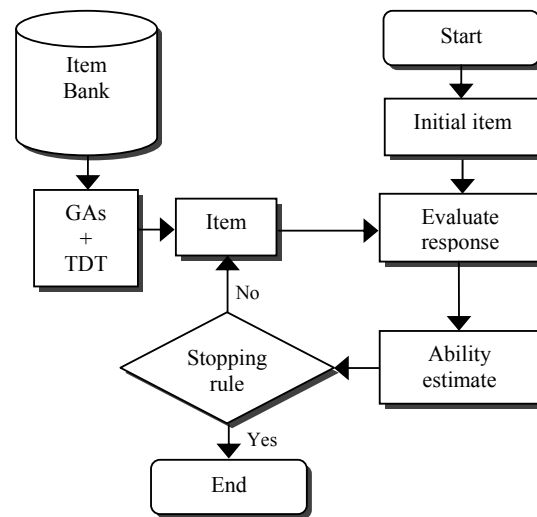 Start
Item
Bank
Initial item
GAs
+
TDT
Item
Evaluate
response
No
Stopping
rule
Ability
estimate
Yes
End